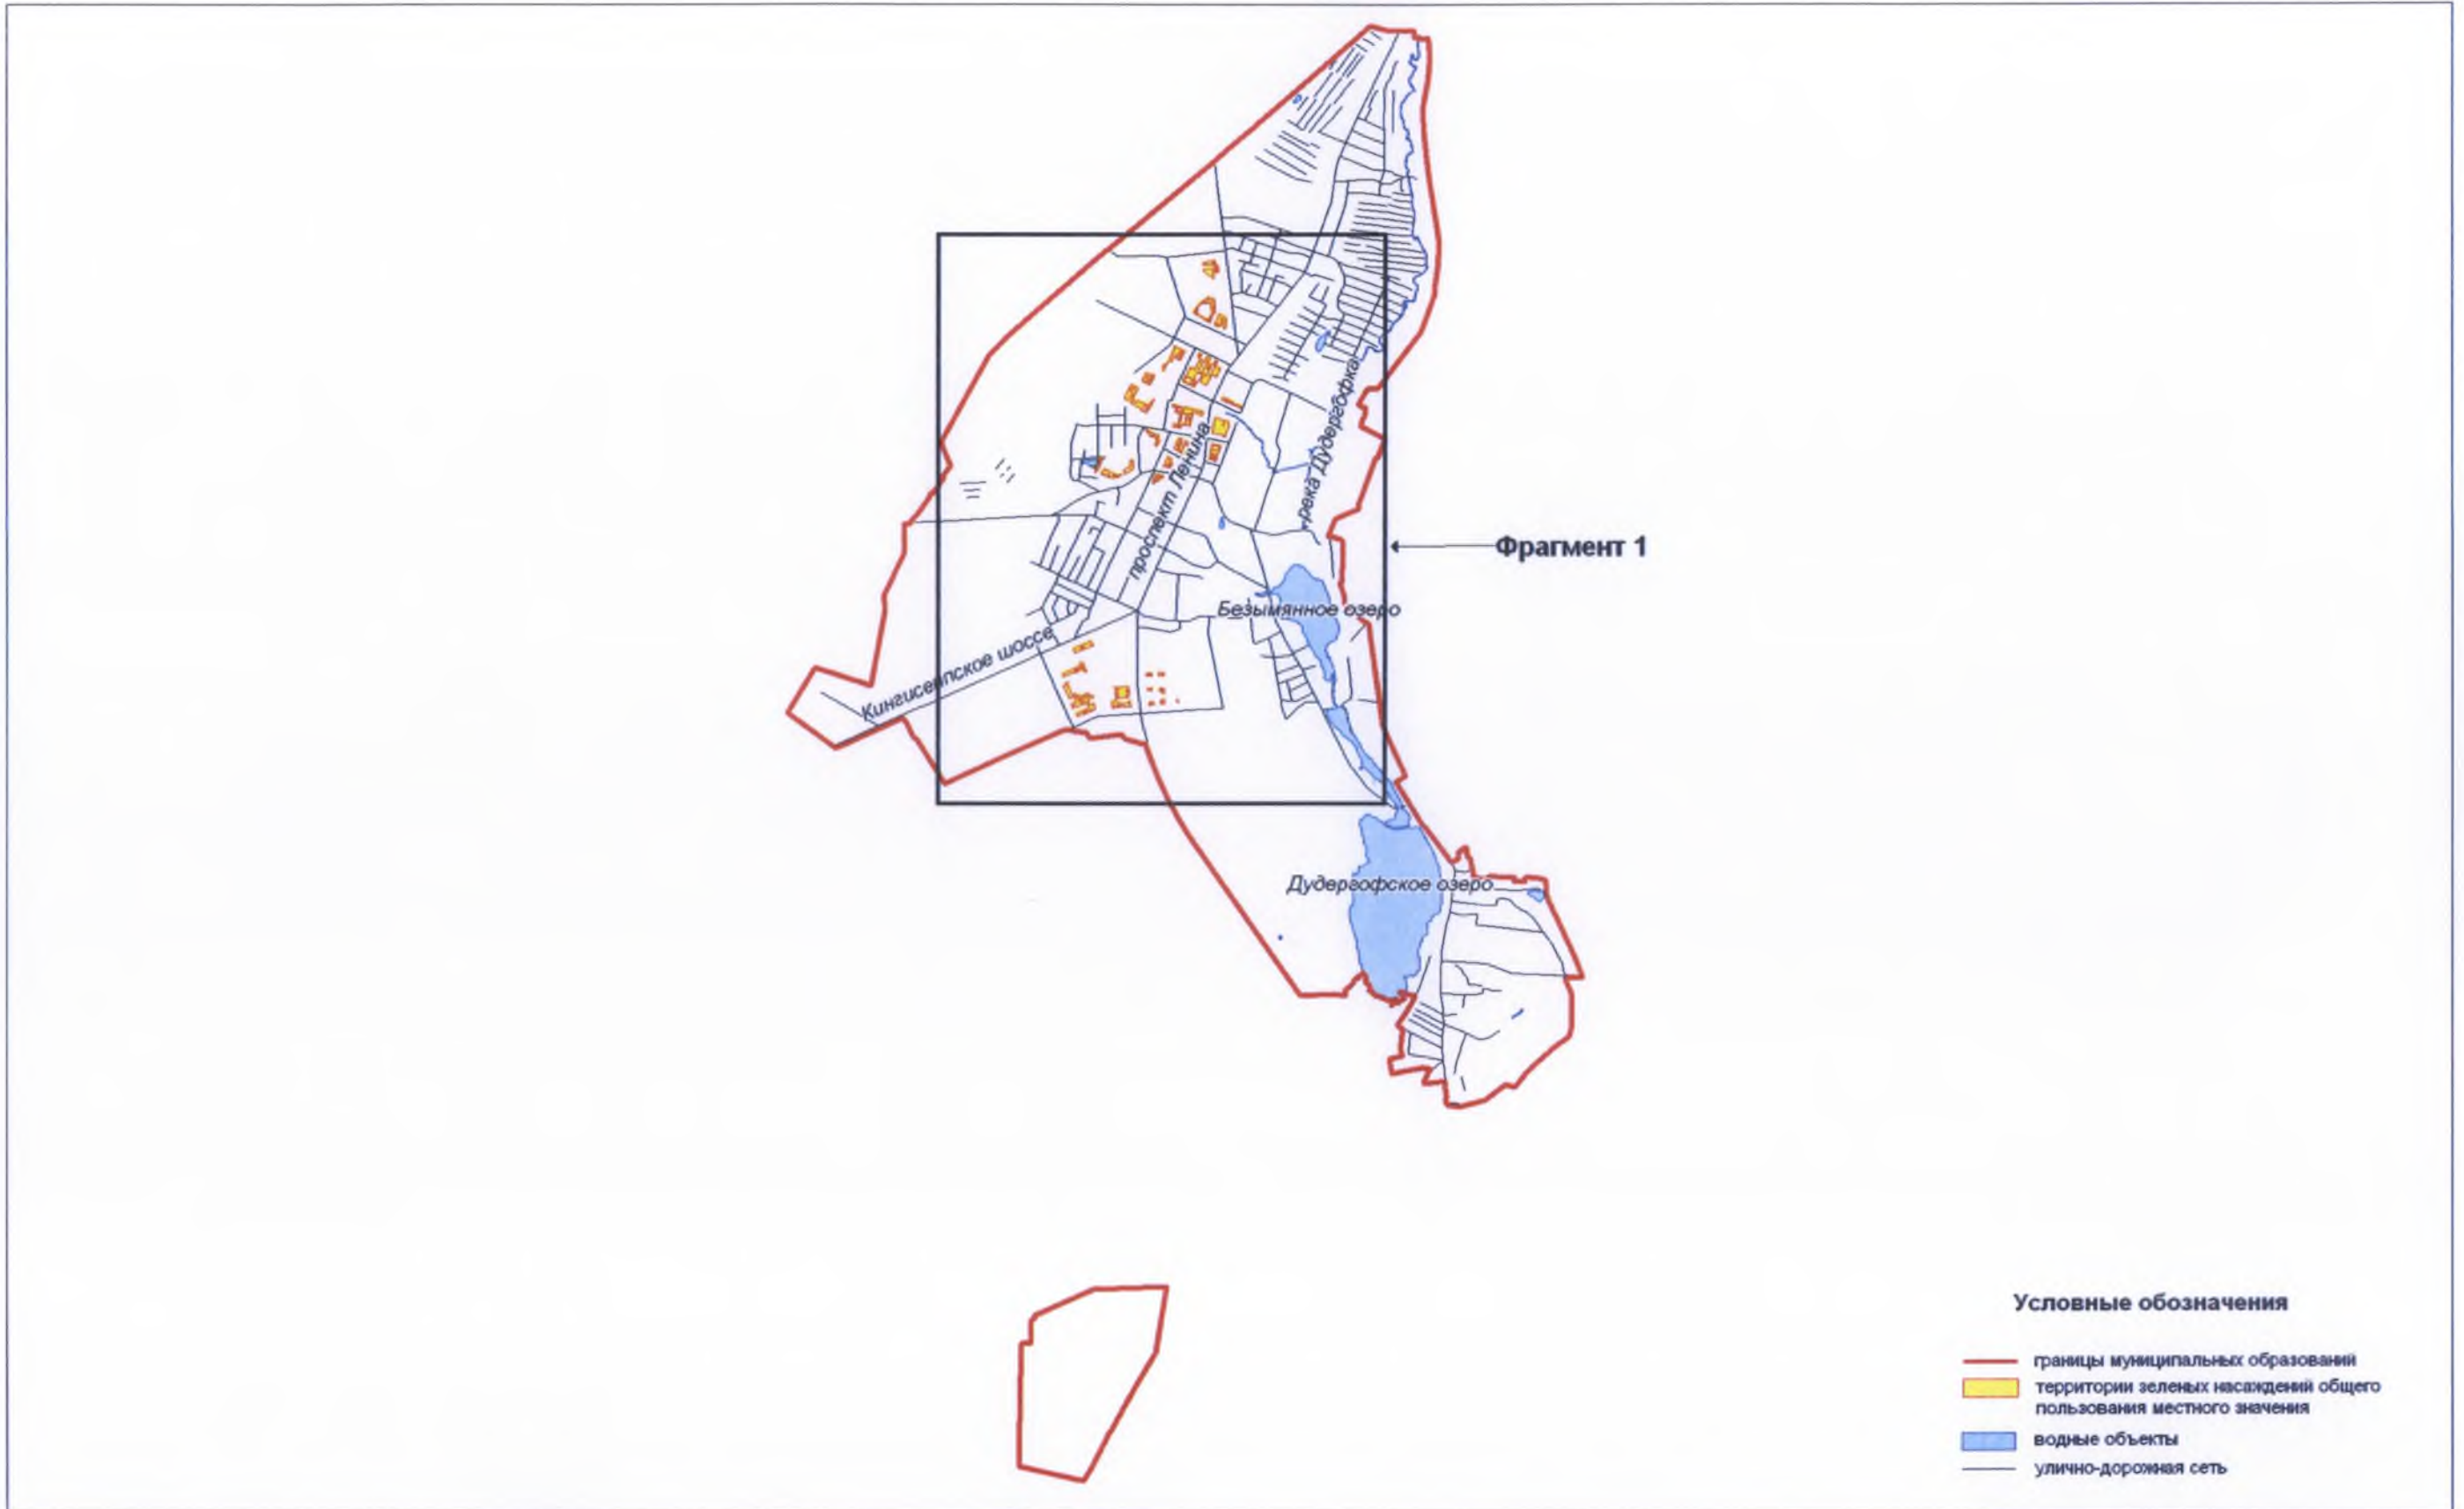 река Дудергофка
проспект Ленина
Фрагмент 1
Безымянное озеро
Кингисеппское шоссе
Дудергофское озеро
Условные обозначения
границы муниципальных образований
территории зеленых насаждений общего
пользования местного значения
водные объекты
улично-дорожная сеть